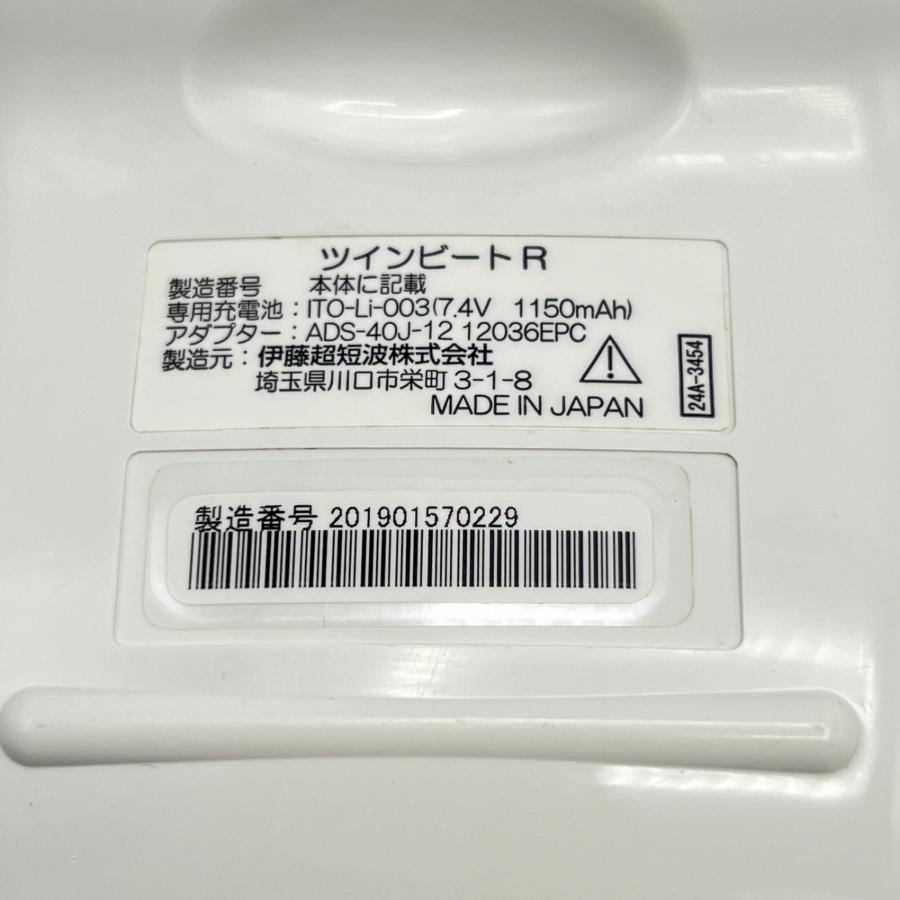 ツインビート R
製造番号 本体に記載
専用充電池：ITO-Li-003(7.4V 1150mAh)
アダプター：ADS-40J-12 12036EPC
製造元：伊藤超短波株式会社
埼玉県川口市栄町 3-1-8
MADE IN JAPAN
24A-3454
製造番号 201901570229